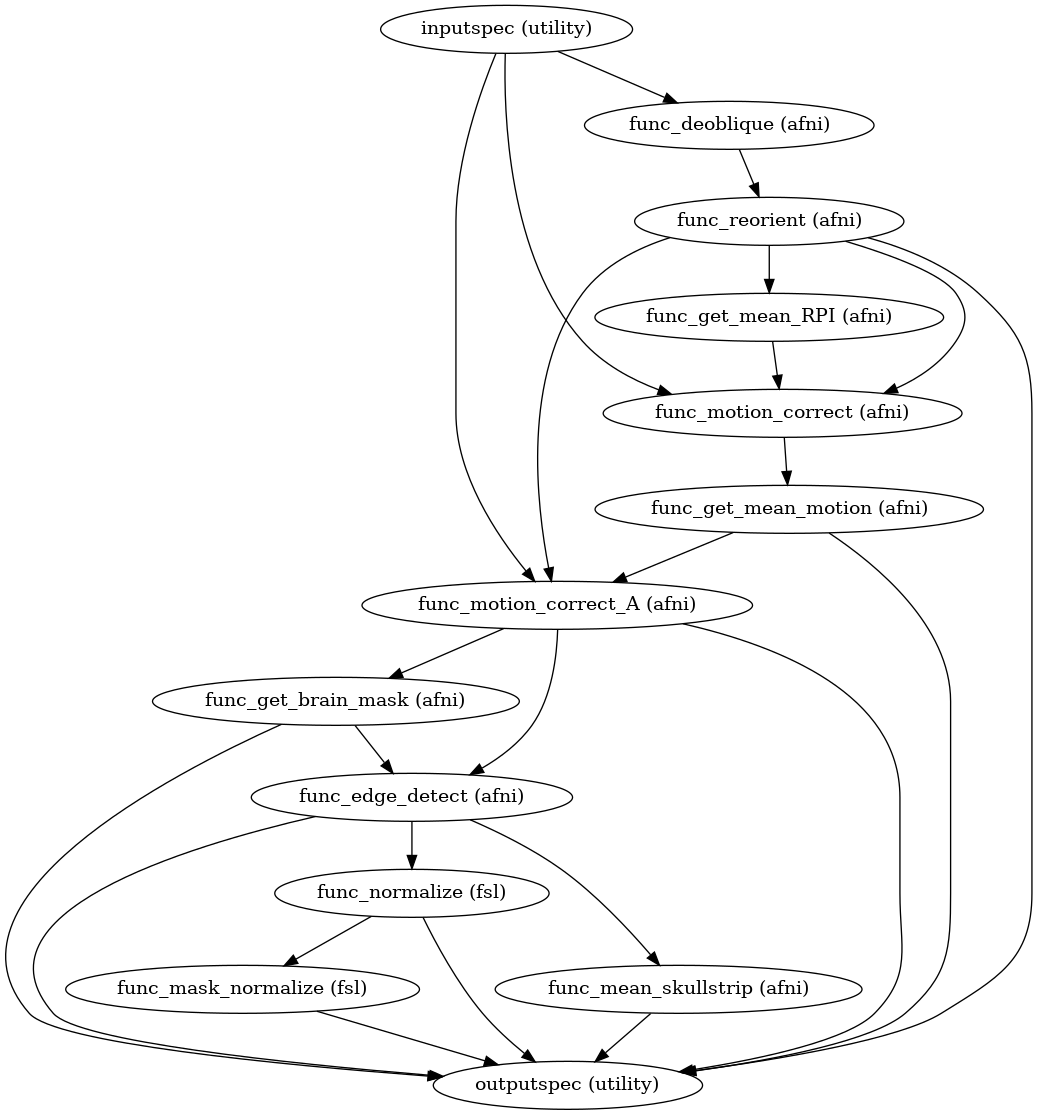 inputspec (utility)
func_deoblique (afni)
func_reorient (afni)
func_get_mean_RPI (afni)
func_motion_correct (afni)
func_get_mean_motion (afni)
func_motion_correct_A (afni)
func_get_brain_mask (afni)
func_edge_detect (afni)
func_normalize (fsl)
func_mask_normalize (fsl)
func_mean_skullstrip (afni)
outputspec (utility)